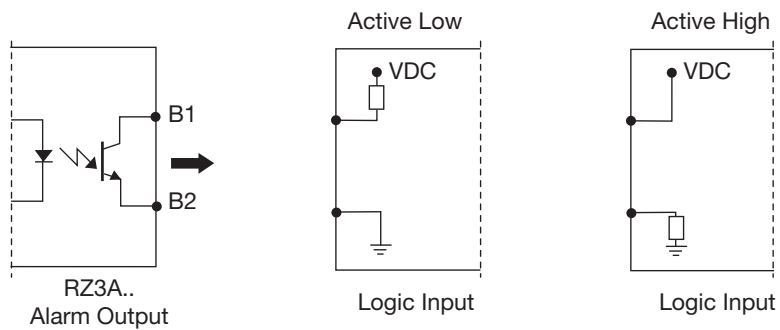 Active Low
Active High
VDC
VDC
B1
B2
RZ3A..
Alarm Output
Logic Input
Logic Input